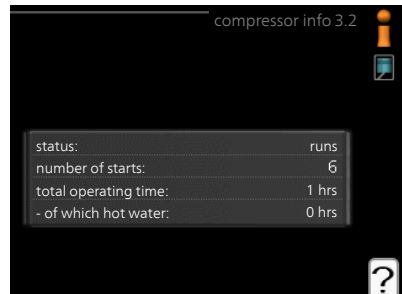 compressor info 3.2
status: runs
number of starts: 6
total operating time: 1 hrs
- of which hot water: 0 hrs
?